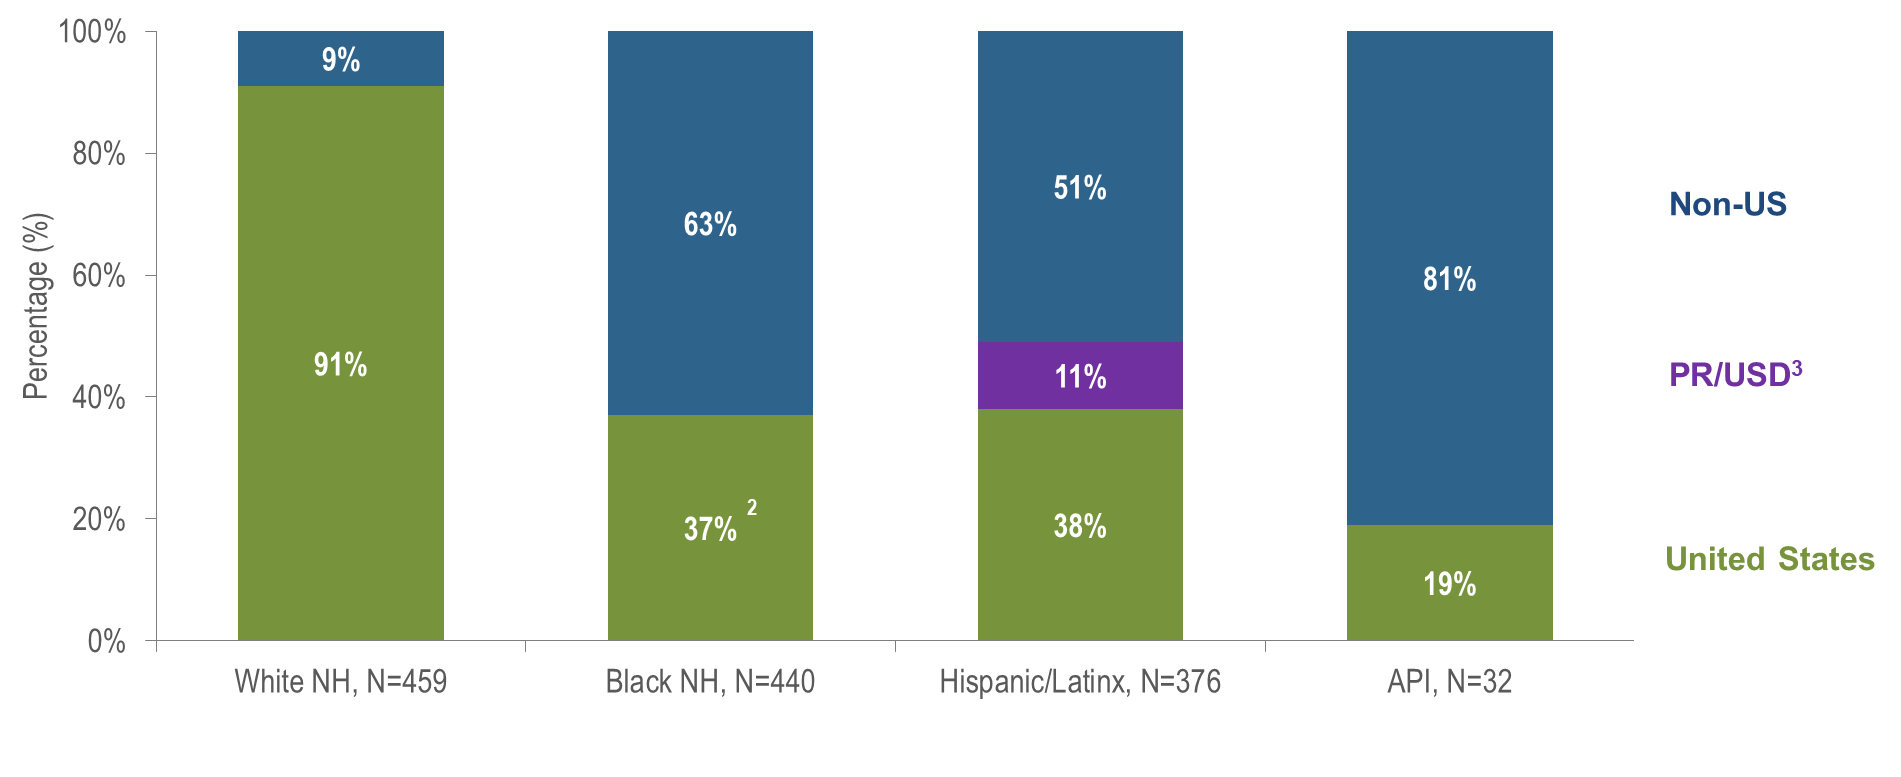 Percentage (%)
100%
80%
60%
40%
20%
0%
9%
91%
63%
37% 2
51%
11%
38%
81%
19%
White NH, N=459
Black NH, N=440
Hispanic/Latinx, N=376
API, N=32
Non-US
PR/USD3
United States